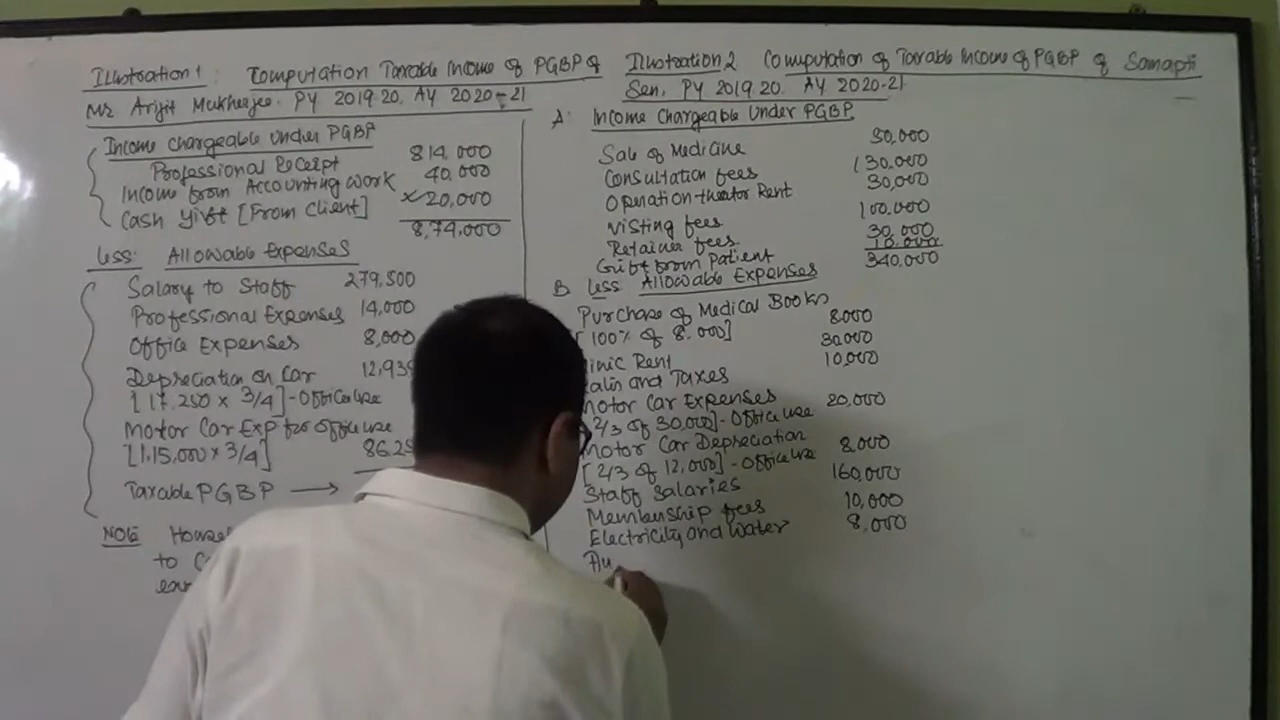 Illustration 1 : Computation Taxable Income of PGBP of
Mr Arijit Mukherjee. PY 2019.20. AY 2020-21
Income chargeable under PGBP
Professional Receipt 814,000
Income from Accounting work 40,000
Cash gift [From Client] 20,000
8,74,000
Less: Allowable Expenses
Salary to Staff 279,500
Professional Expenses 14,000
Office Expenses 8,000
Depreciation on Car 12,93
[17,250 x 3/4] - Office use
Motor Car Exp for Office use
[1,15,000 x 3/4] 86,25
Taxable PGBP →
Note
to
Illustration 2 Computation of Taxable Income of PGBP of Samapti
Sen. PY 2019.20. AY 2020-21
A: Income Chargeable Under PGBP
Sale of Medicine
Consultation fees 130,000
Operation theator Rent 30,000
Visting fees 100,000
Retainer fees 30,000
Gift from Patient 10,000
340,000
B Less Allowable Expenses
Purchase of Medical Books 8000
[100% of 8,000]
inic Rent 30,000
and Taxes 10,000
Motor Car Expenses 20,000
2/3 of 30,000] - Office use
Motor Car Depreciation 8,000
[2/3 of 12,000] - Office use
Staff Salaries 160,000
Membership fees 10,000
Electricity and Water 8,000